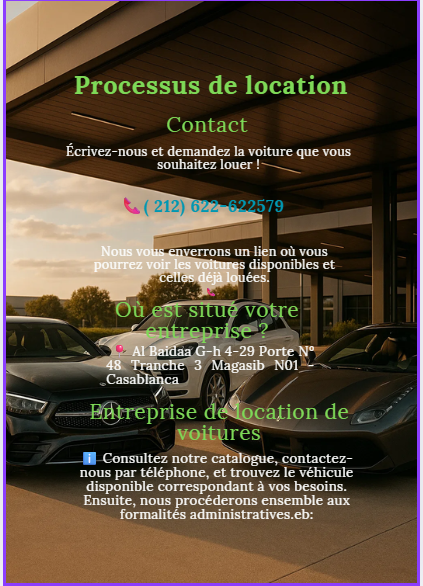 Processus de location
Contact
Écrivez-nous et demandez la voiture que vous
souhaitez louer !
( 212) 622-622579
Nous vous enverrons un lien où vous
pourrez voir les voitures disponibles et
celles déjà louées.
Où est situé votre
entreprise ?
Al Baidaa G-h 4-29 Porte N°
48 Tranche 3 Magasib N01 -
Casablanca
Entreprise de location de
voitures
Consultez notre catalogue, contactez-
nous par téléphone, et trouvez le véhicule
disponible correspondant à vos besoins.
Ensuite, nous procéderons ensemble aux
formalités administratives.eb: